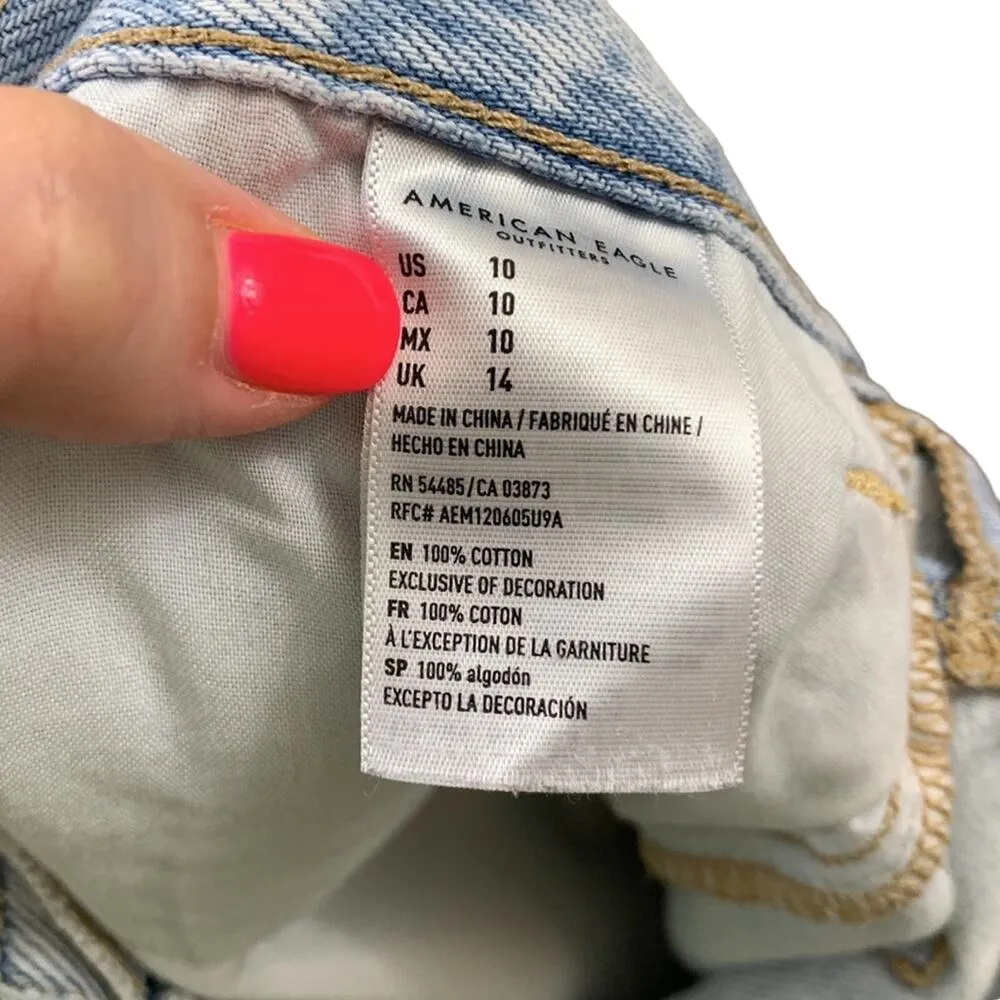 AMERICAN EAGLE
OUTFITTERS
US 10
CA 10
MX 10
UK 14
MADE IN CHINA / FABRIQUÉ EN CHINE /
HECHO EN CHINA
RN 54485/CA 03873
RFC# AEM120605U9A
EN 100% COTTON
EXCLUSIVE OF DECORATION
FR 100% COTON
À L'EXCEPTION DE LA GARNITURE
SP 100% algodón
EXCEPTO LA DECORACIÓN